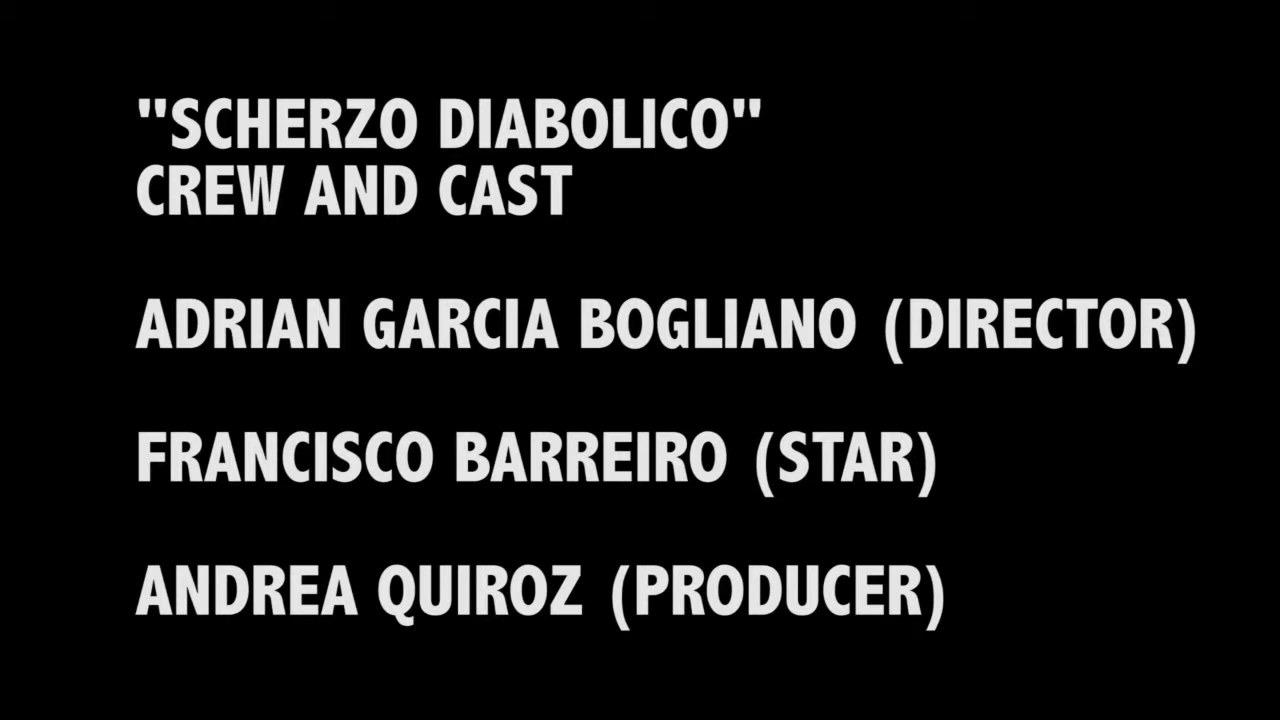 "SCHERZO DIABOLICO"
CREW AND CAST
ADRIAN GARCIA BOGLIANO (DIRECTOR)
FRANCISCO BARREIRO (STAR)
ANDREA QUIROZ (PRODUCER)